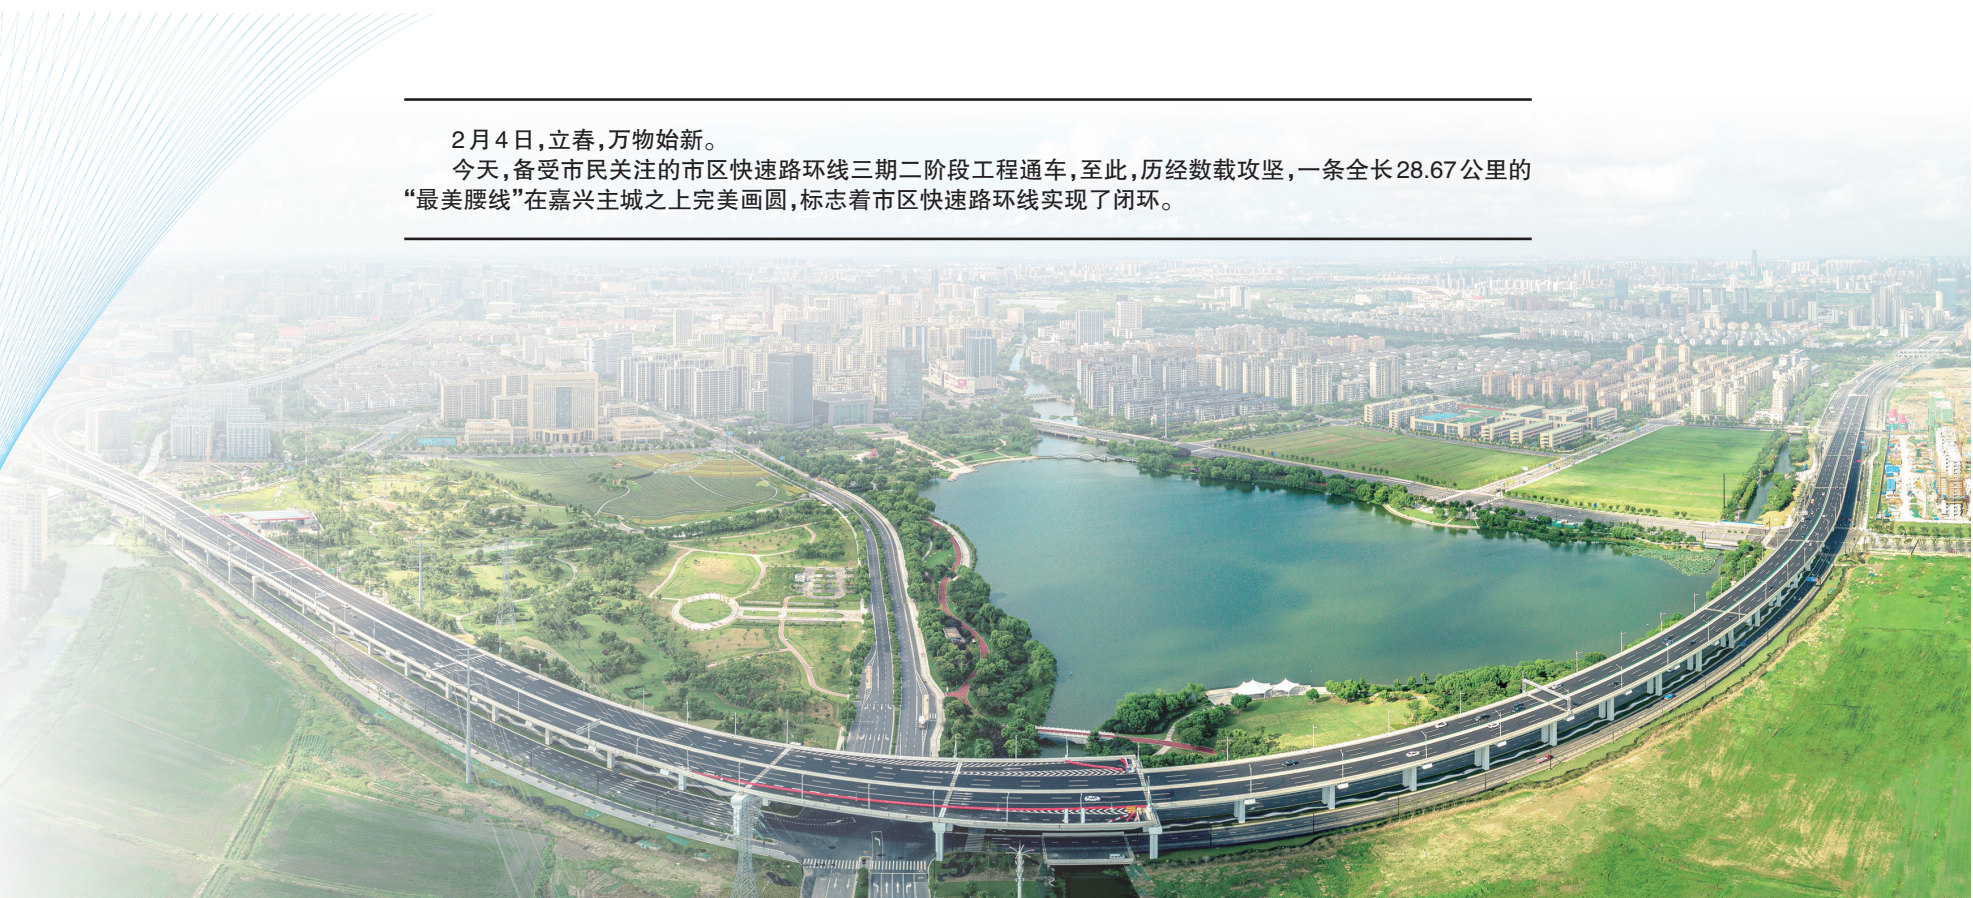 2月4日,立春,万物始新。
今天,备受市民关注的市区快速路环线三期二阶段工程通车,至此,历经数载攻坚,一条全长28.67公里的
“最美腰线”在嘉兴主城之上完美画圆,标志着市区快速路环线实现了闭环。